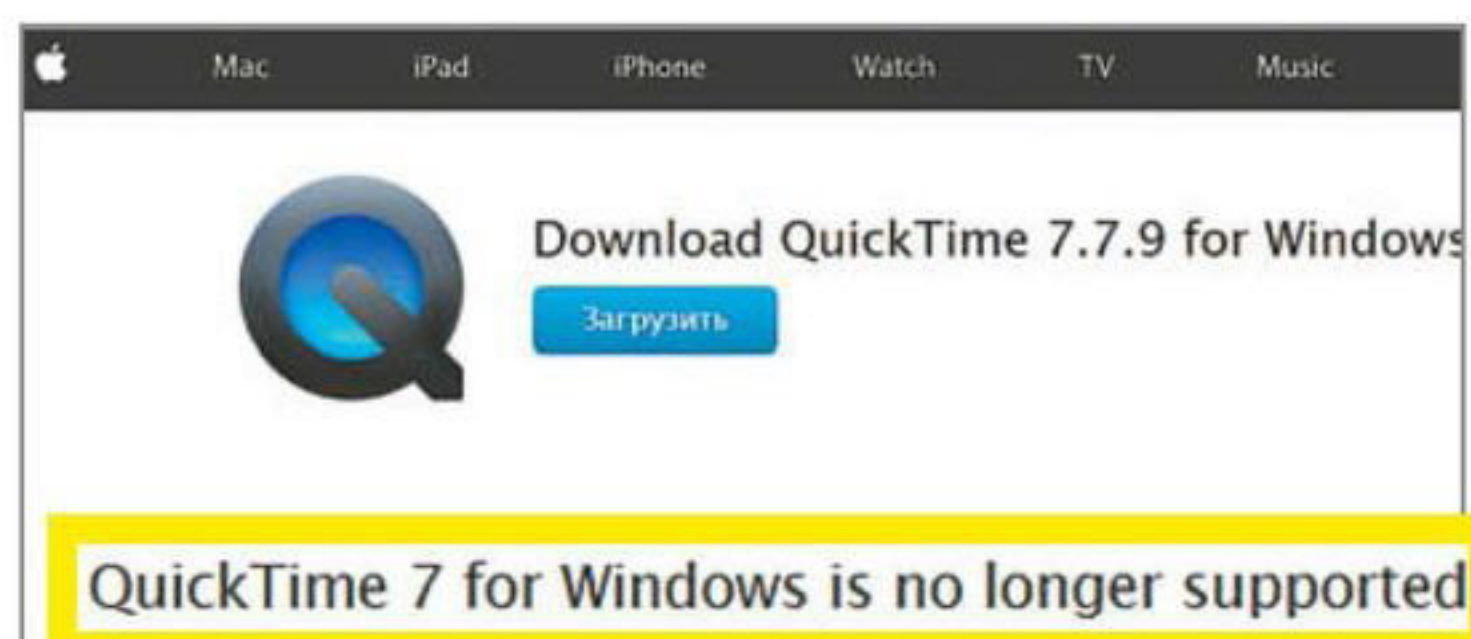 Mac iPad iPhone Watch TV Music
Download QuickTime 7.7.9 for Windows
Загрузить
QuickTime 7 for Windows is no longer supported